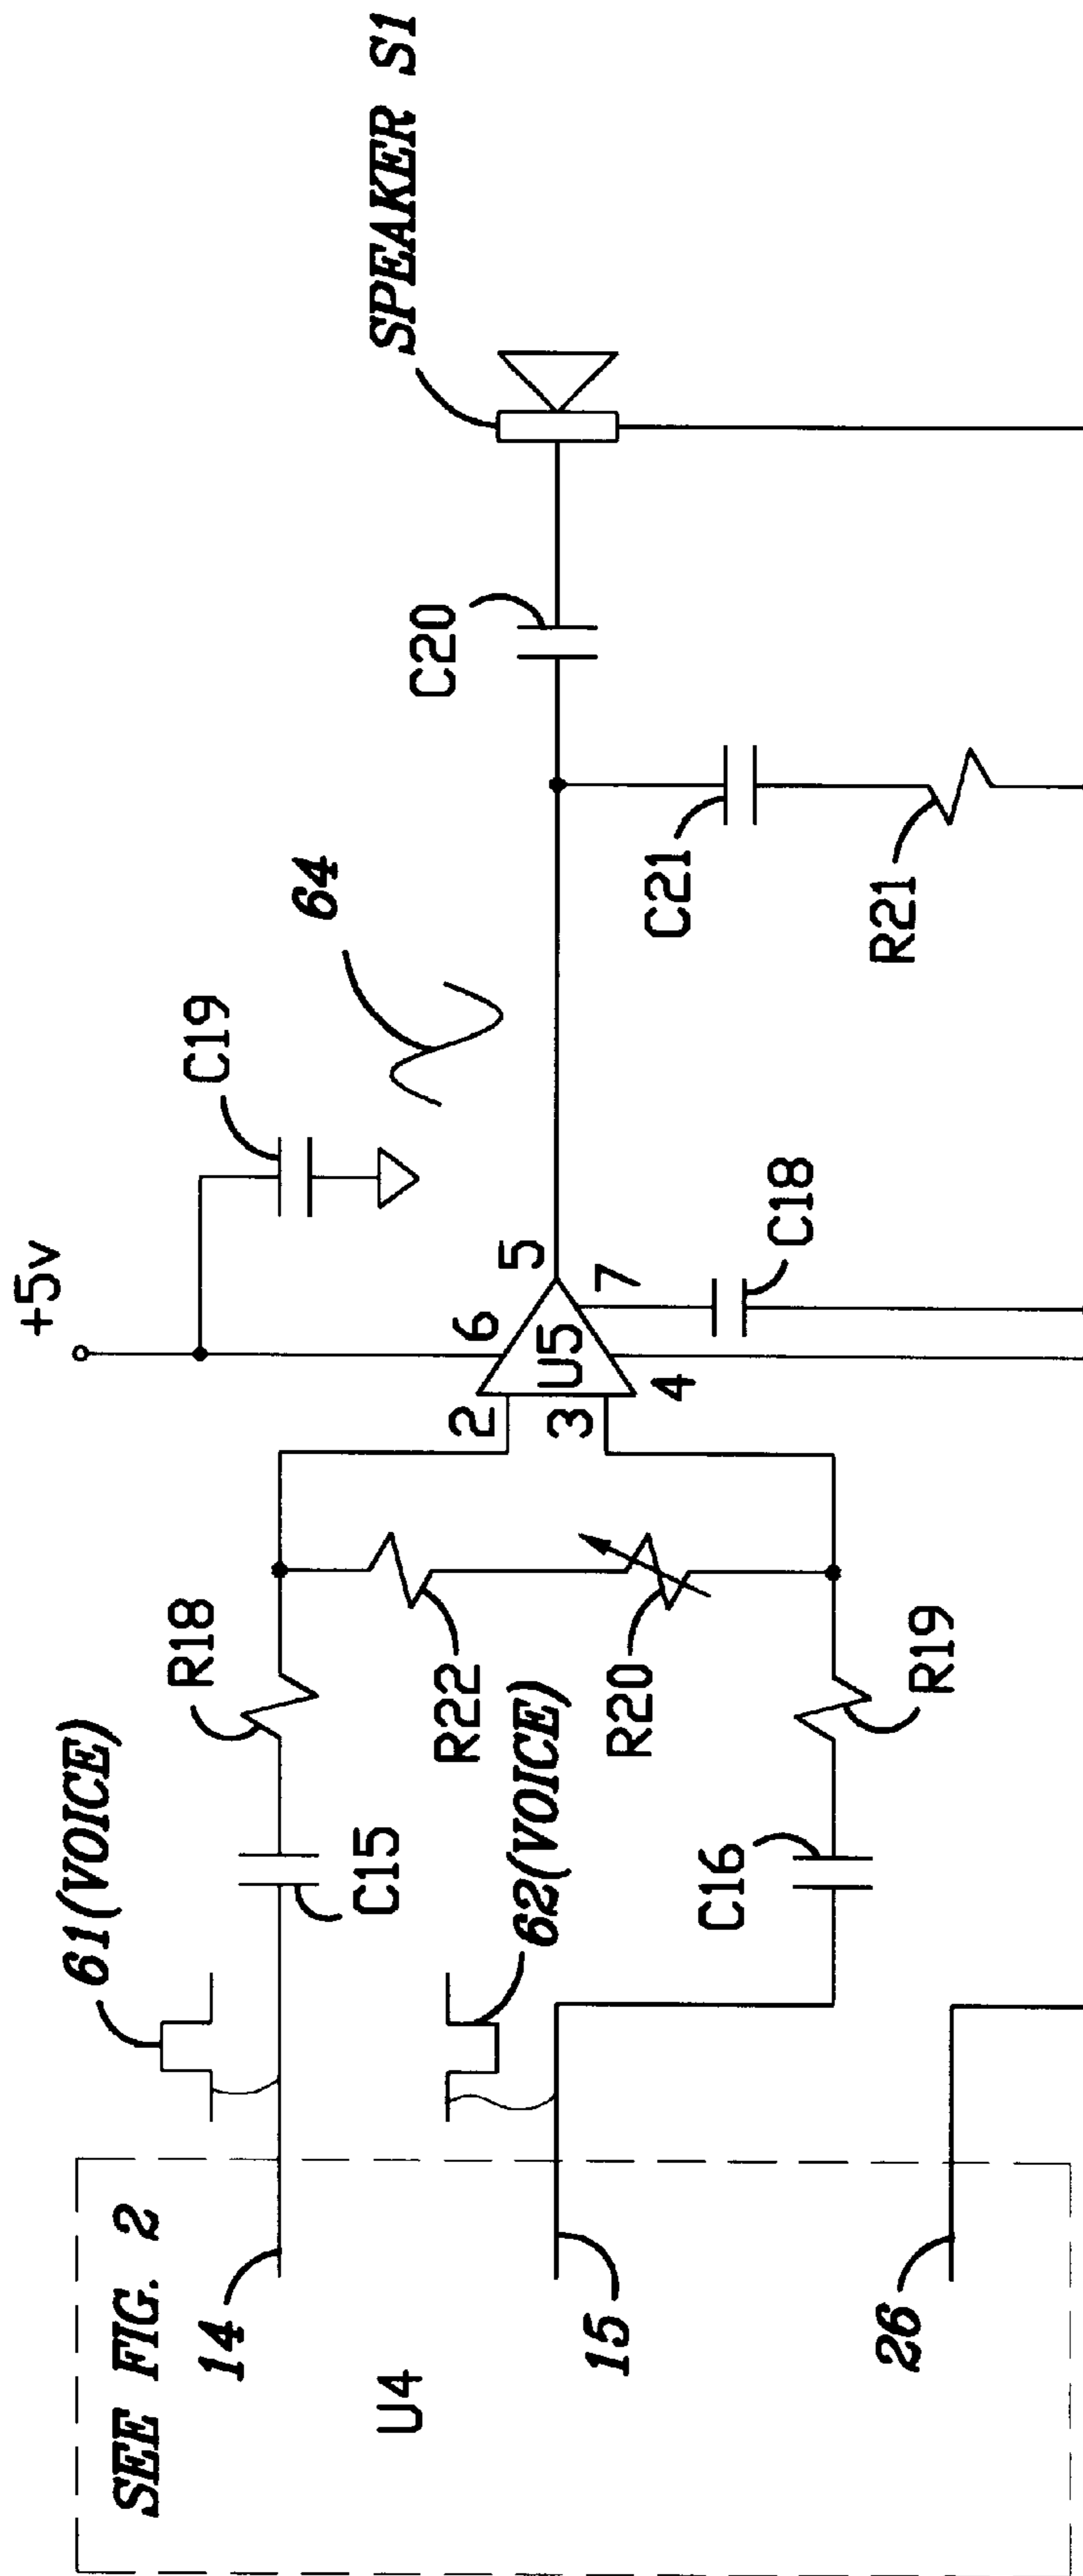 SEE FIG. 2
U4
14
15
26
61(VOICE)
62(VOICE)
C15
C16
R18
R19
R22
R20
+5v
2
3
U5
6
4
5
7
C18
C19
64
C21
R21
C20
SPEAKER S1